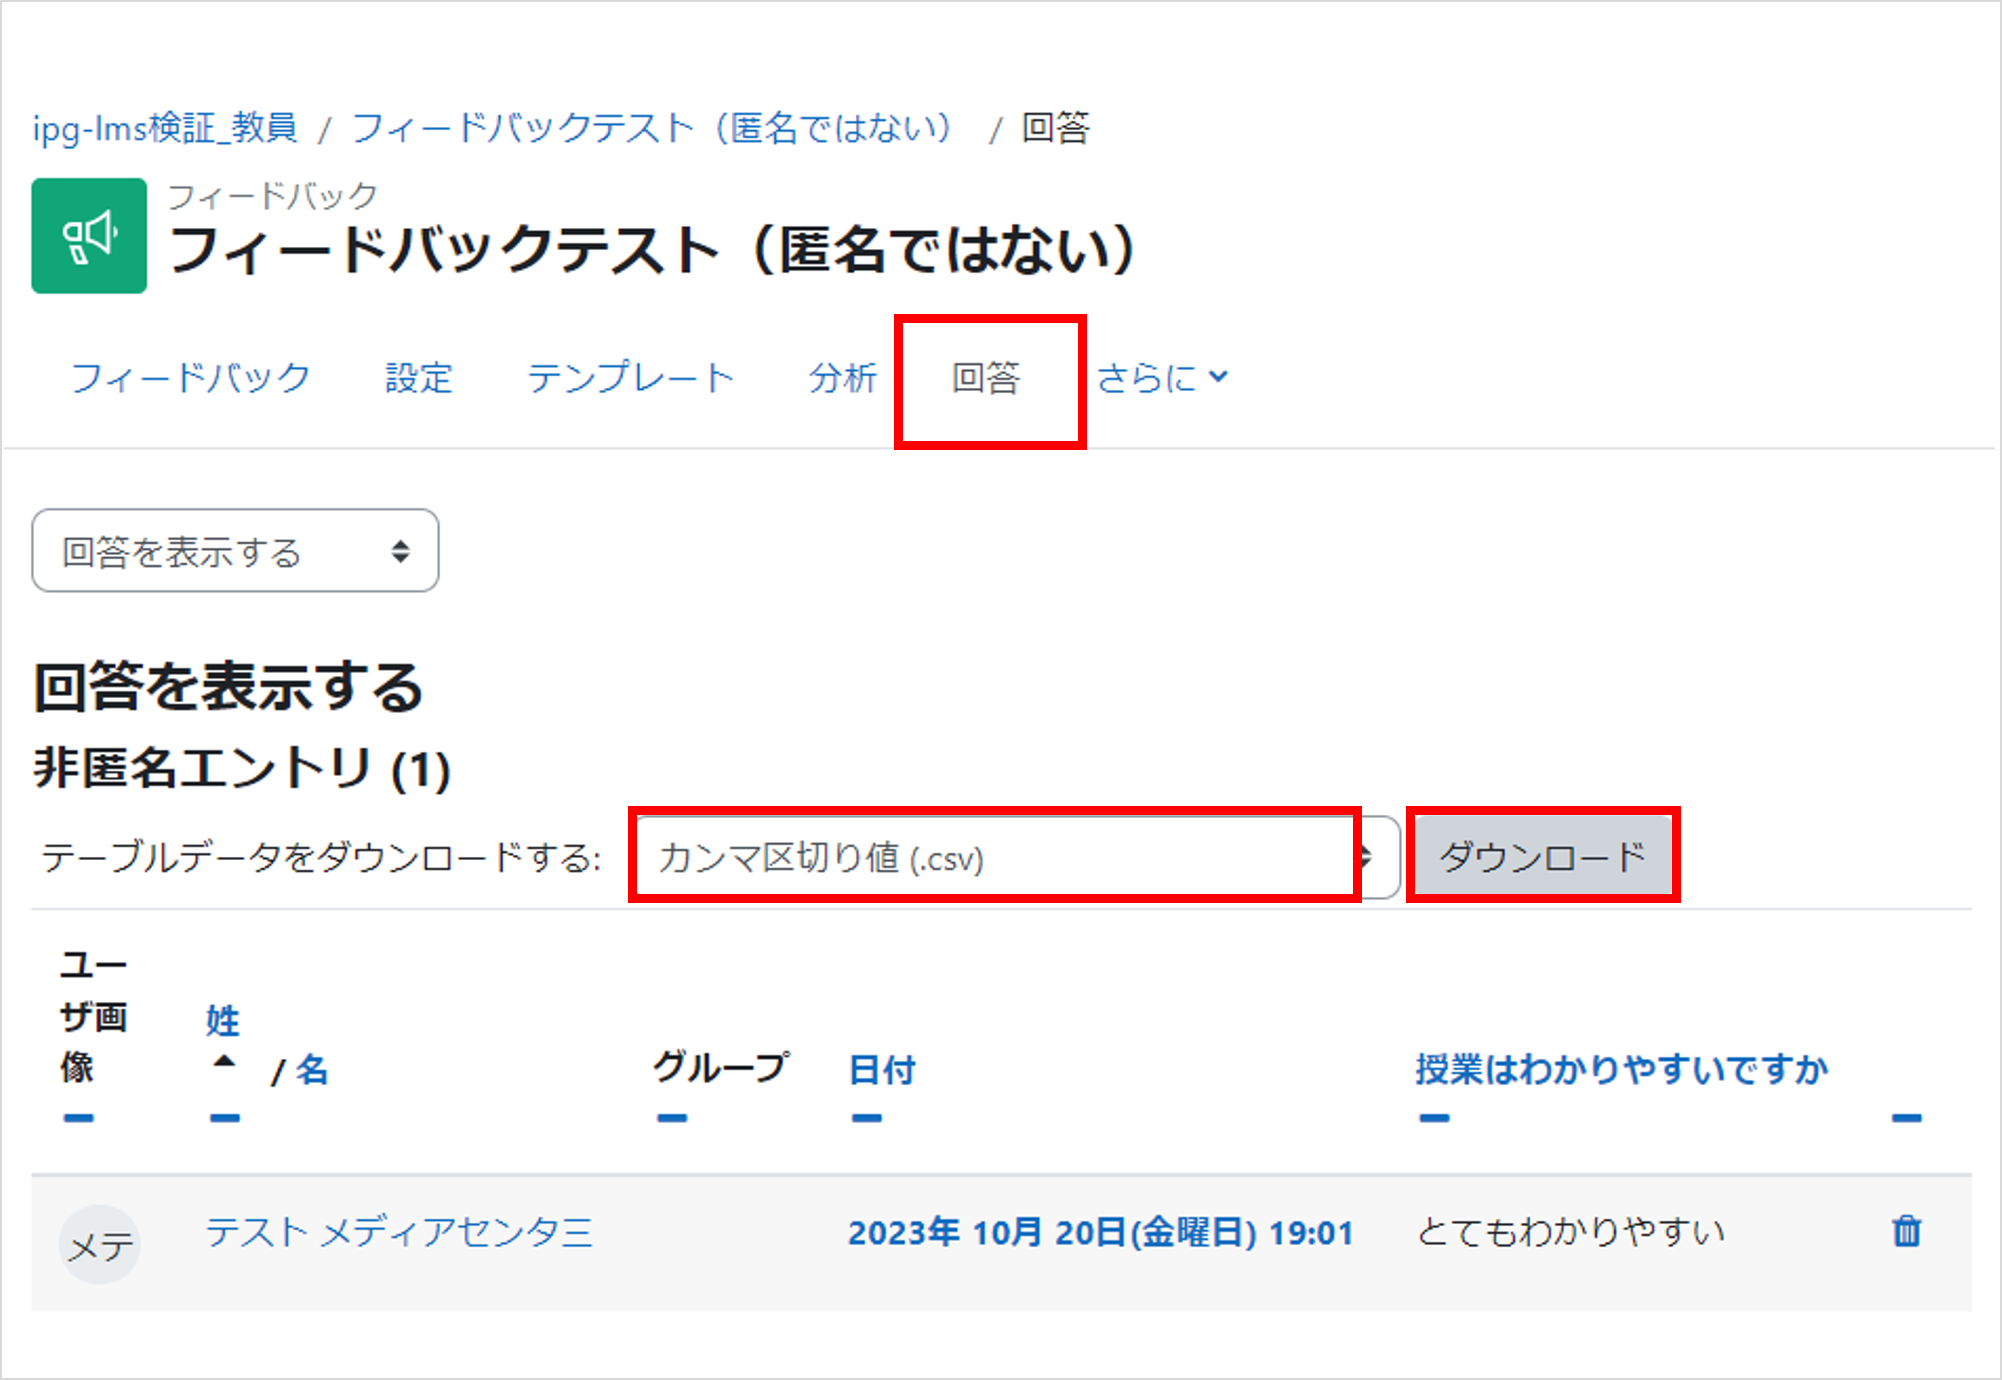 ipg-lms検証_教員 / フィードバックテスト（匿名ではない） / 回答
フィードバック
フィードバックテスト（匿名ではない）
フィードバック 設定 テンプレート 分析 回答 さらに
回答を表示する
回答を表示する
非匿名エントリ (1)
テーブルデータをダウンロードする: カンマ区切り値 (.csv) ダウンロード
ユー
ザ画
像
姓
/ 名
グループ
日付
授業はわかりやすいですか
メテ テスト メディアセンタ三 2023年 10月 20日(金曜日) 19:01 とてもわかりやすい